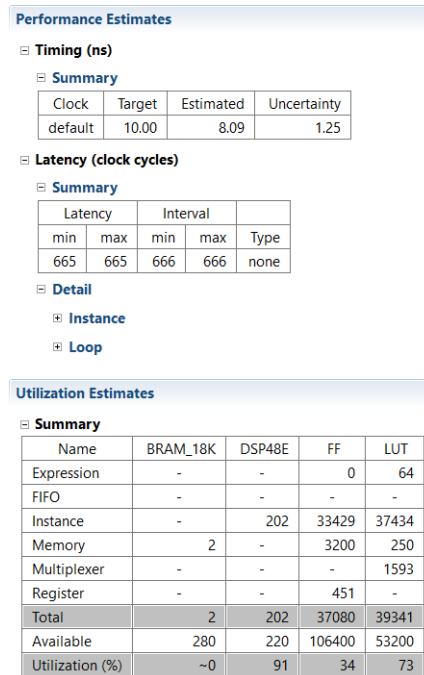 Performance Estimates
Timing (ns)
Summary
Clock Target Estimated Uncertainty
default 10.00 8.09 1.25
Latency (clock cycles)
Summary
Latency Interval
min max min max Type
665 665 666 666 none
Detail
Instance
Loop
Utilization Estimates
Summary
Name BRAM_18K DSP48E FF LUT
Expression - - 0 64
FIFO - - - -
Instance - 202 33429 37434
Memory 2 - 3200 250
Multiplexer - - - 1593
Register - - 451 -
Total 2 202 37080 39341
Available 280 220 106400 53200
Utilization (%) ~0 91 34 73